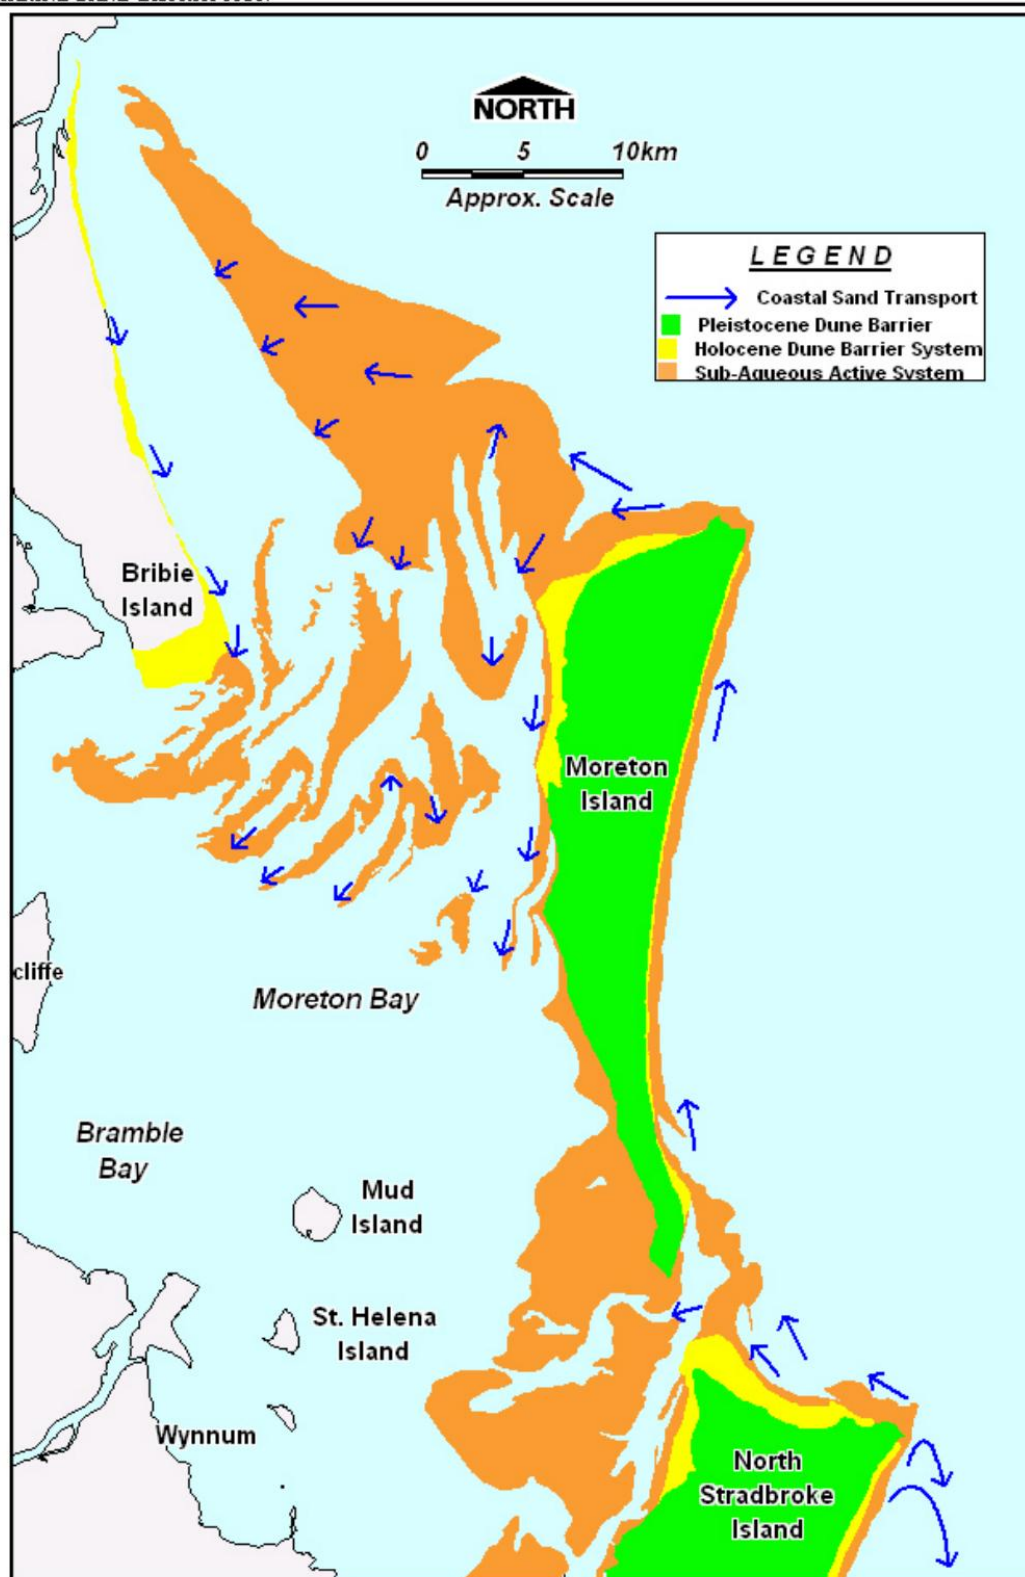 NORTH
0 5 10km
Approx. Scale
LEGEND
Coastal Sand Transport
Pleistocene Dune Barrier
Holocene Dune Barrier System
Sub-Aqueous Active System
Bribie
Island
Moreton
Island
cliffe
Moreton Bay
Bramble
Bay
Mud
Island
St. Helena
Island
Wynnum
North
Stradbroke
Island